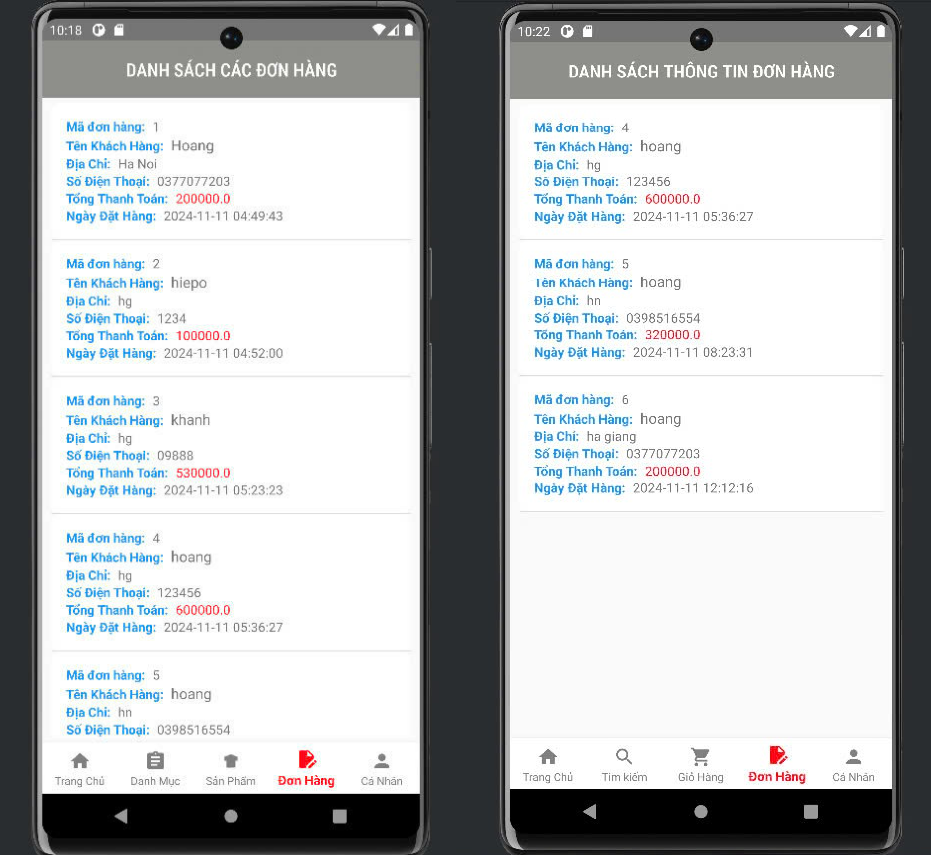 10:18
DANH SÁCH CÁC ĐƠN HÀNG
Mã đơn hàng: 1
Tên Khách Hàng: Hoang
Địa Chỉ: Ha Noi
Số Điện Thoại: 0377077203
Tổng Thanh Toán: 200000.0
Ngày Đặt Hàng: 2024-11-11 04:49:43
Mã đơn hàng: 2
Tên Khách Hàng: hiepo
Địa Chỉ: hg
Số Điện Thoại: 1234
Tổng Thanh Toán: 100000.0
Ngày Đặt Hàng: 2024-11-11 04:52:00
Mã đơn hàng: 3
Tên Khách Hàng: khanh
Địa Chỉ: hg
Số Điện Thoại: 09888
Tổng Thanh Toán: 530000.0
Ngày Đặt Hàng: 2024-11-11 05:23:23
Mã đơn hàng: 4
Tên Khách Hàng: hoang
Địa Chỉ: hg
Số Điện Thoại: 123456
Tổng Thanh Toán: 600000.0
Ngày Đặt Hàng: 2024-11-11 05:36:27
Mã đơn hàng: 5
Tên Khách Hàng: hoang
Địa Chỉ: hn
Số Điện Thoại: 0398516554
Trang Chủ Danh Mục Sản Phẩm Đơn Hàng Cá Nhân
10:22
DANH SÁCH THÔNG TIN ĐƠN HÀNG
Mã đơn hàng: 4
Tên Khách Hàng: hoang
Địa Chỉ: hg
Số Điện Thoại: 123456
Tổng Thanh Toán: 600000.0
Ngày Đặt Hàng: 2024-11-11 05:36:27
Mã đơn hàng: 5
Tên Khách Hàng: hoang
Địa Chỉ: hn
Số Điện Thoại: 0398516554
Tổng Thanh Toán: 320000.0
Ngày Đặt Hàng: 2024-11-11 08:23:31
Mã đơn hàng: 6
Tên Khách Hàng: hoang
Địa Chỉ: ha giang
Số Điện Thoại: 0377077203
Tổng Thanh Toán: 200000.0
Ngày Đặt Hàng: 2024-11-11 12:12:16
Trang Chủ Tìm kiếm Giỏ Hàng Đơn Hàng Cá Nhân